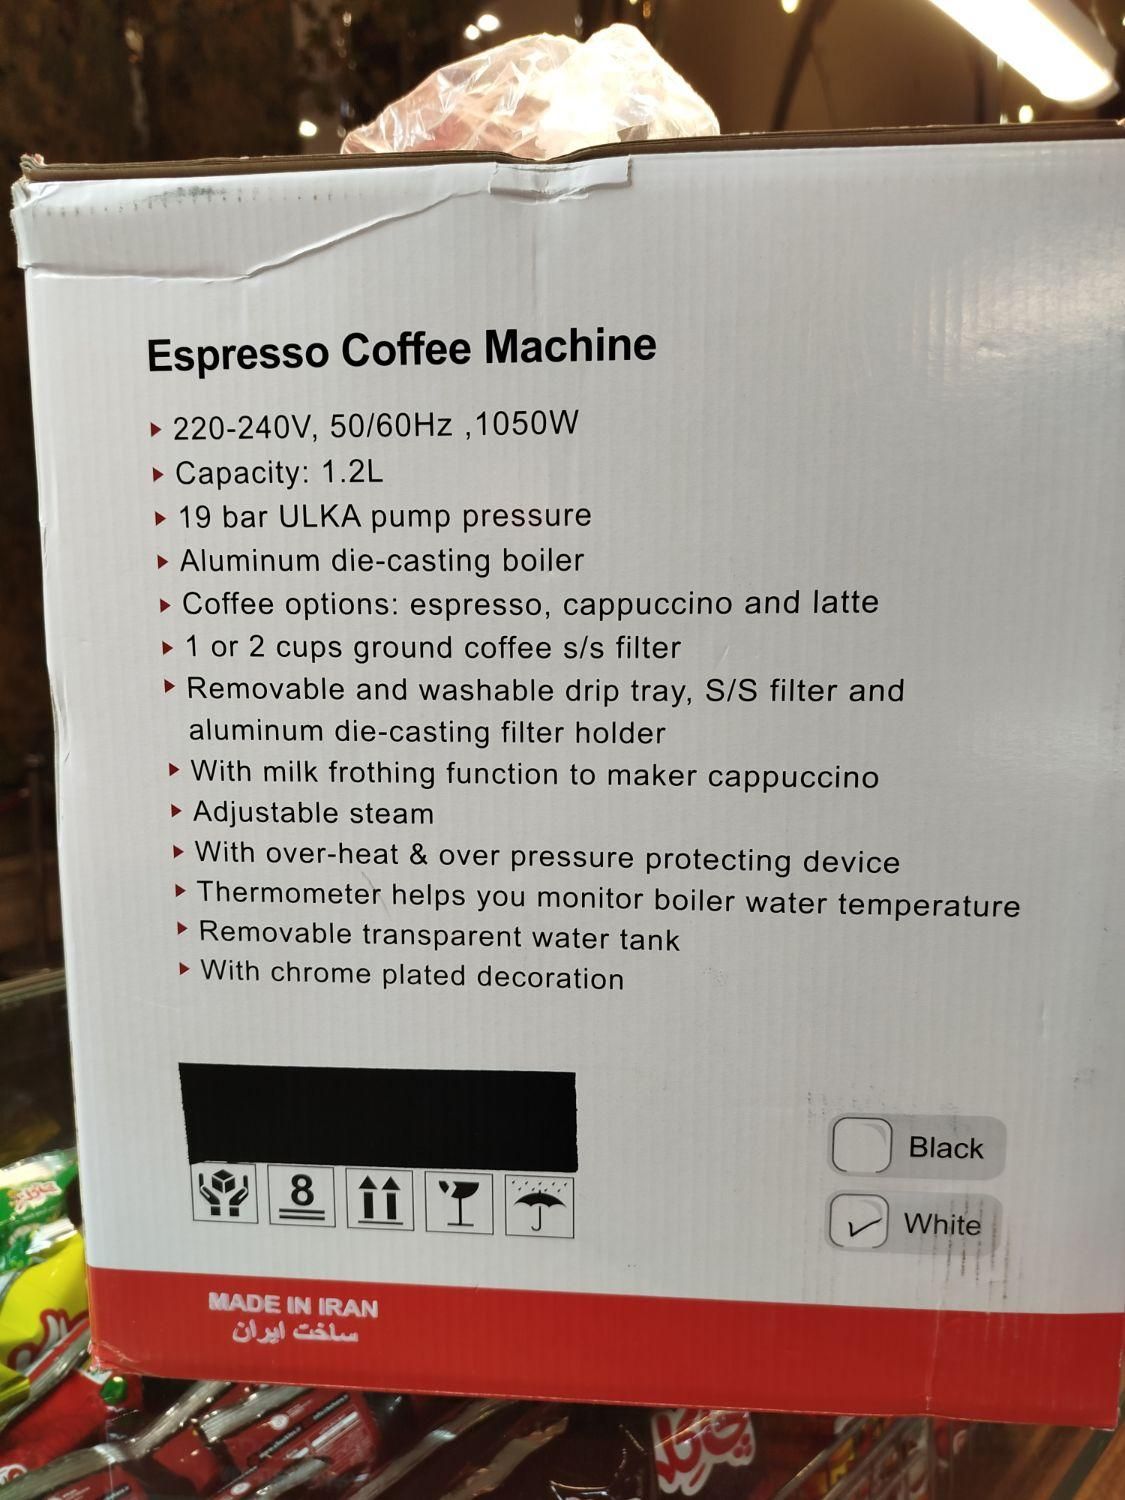 Espresso Coffee Machine
220-240V, 50/60Hz ,1050W
Capacity: 1.2L
19 bar ULKA pump pressure
Aluminum die-casting boiler
Coffee options: espresso, cappuccino and latte
1 or 2 cups ground coffee s/s filter
Removable and washable drip tray, S/S filter and
aluminum die-casting filter holder
With milk frothing function to maker cappuccino
Adjustable steam
With over-heat & over pressure protecting device
Thermometer helps you monitor boiler water temperature
Removable transparent water tank
With chrome plated decoration
8
Black
White
MADE IN IRAN
ساخت ایران